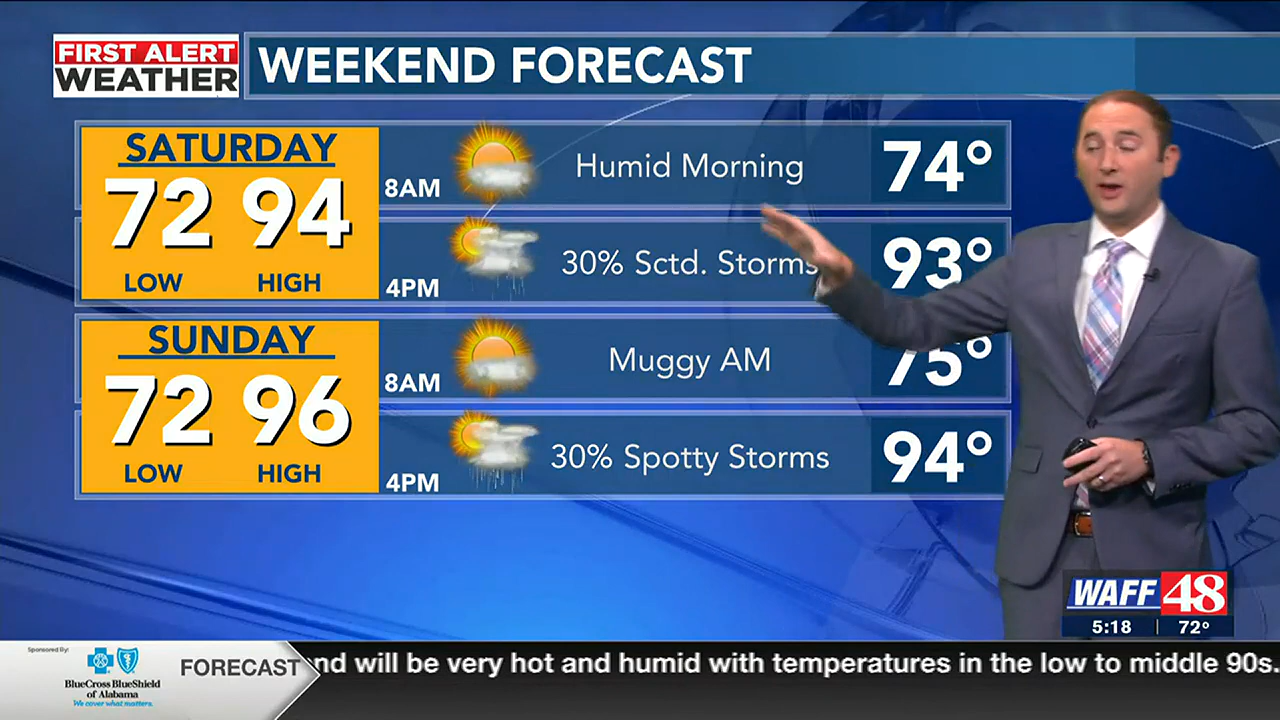 FIRST ALERT
WEATHER
WEEKEND FORECAST
SATURDAY
72 94
LOW HIGH
8AM
Humid Morning
74°
4PM
30% Sctd. Storms
93°
SUNDAY
72 96
LOW HIGH
8AM
Muggy AM
75°
4PM
30% Spotty Storms
94°
WAFF 48
5:18 | 72°
Sponsored By:
BlueCross BlueShield
of Alabama
We cover what matters.
FORECAST
nd will be very hot and humid with temperatures in the low to middle 90s.